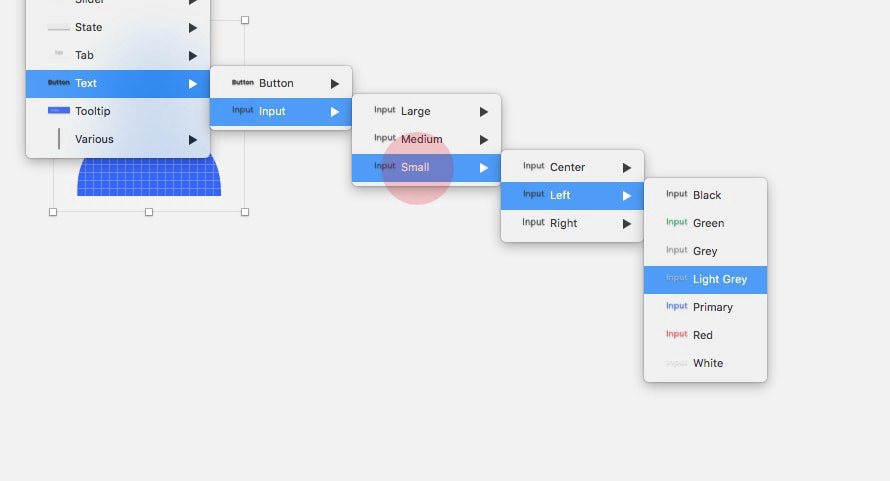 Slider
State
Tab
Button Text
Tooltip
Various
Button Button
Input Input
Input Large
Input Medium
Input Small
Input Center
Input Left
Input Right
Input Black
Input Green
Input Grey
Input Light Grey
Input Primary
Input Red
Input White